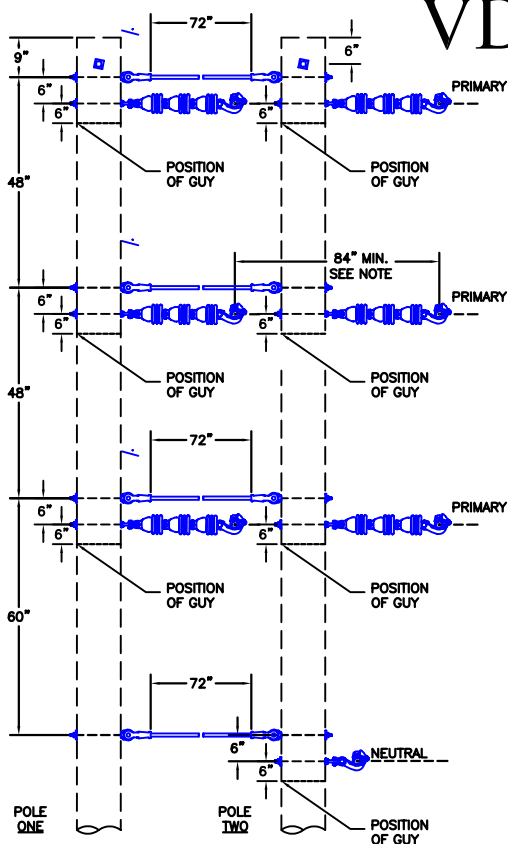 VD
72"
9"
6"
6"
6"
6"
PRIMARY
POSITION
OF GUY
POSITION
OF GUY
48"
84" MIN.
SEE NOTE
6"
6"
6"
PRIMARY
POSITION
OF GUY
POSITION
OF GUY
48"
72"
6"
6"
6"
PRIMARY
POSITION
OF GUY
POSITION
OF GUY
60"
72"
6"
6"
NEUTRAL
POLE
ONE
POLE
TWO
POSITION
OF GUY